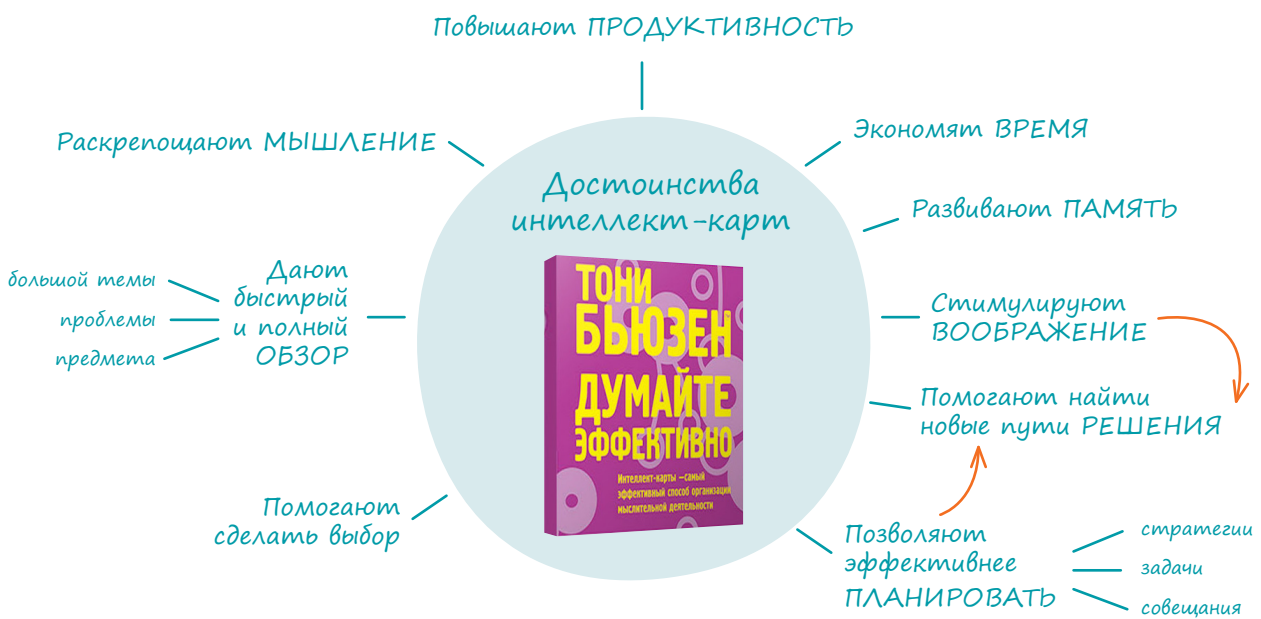 Повышают ПРОДУКТИВНОСТЬ
Экономят ВРЕМЯ
Раскрепощают МЫШЛЕНИЕ
Достоинства
интеллект-карт
Развивают ПАМЯТЬ
Дают
быстрый
и полный
ОБЗОР
большой темы
проблемы
предмета
ТОНИ
БЬЮЗЕН
ДУМАЙТЕ
ЭФФЕКТИВНО
Интеллект-карты –самый
эффективный способ организации
мыслительной деятельности
Стимулируют
ВООБРАЖЕНИЕ
Помогают найти
новые пути РЕШЕНИЯ
Помогают
сделать выбор
Позволяют
эффективнее
ПЛАНИРОВАТЬ
стратегии
задачи
совещания